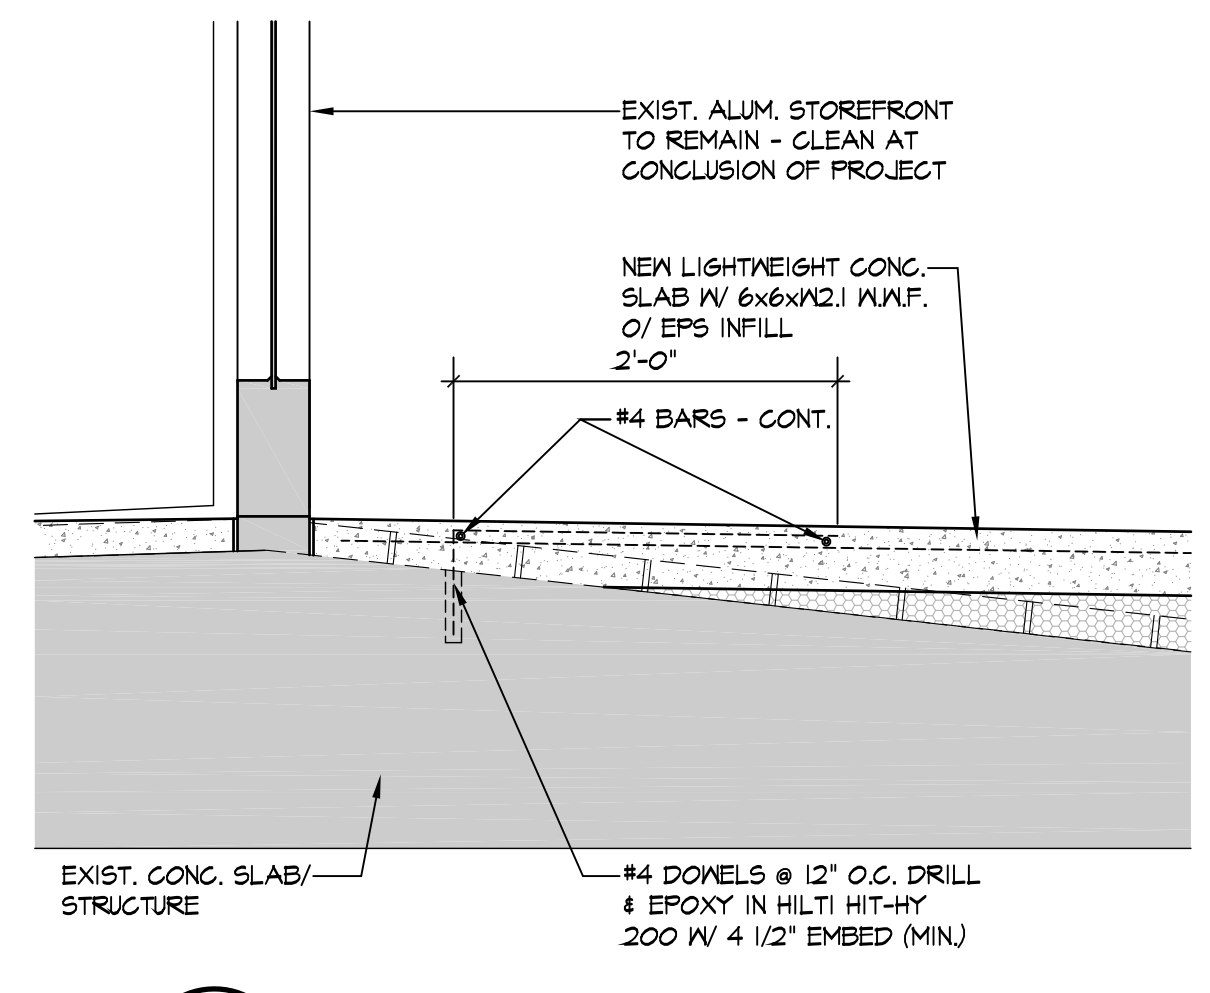 EXIST. ALUM. STOREFRONT
TO REMAIN - CLEAN AT
CONCLUSION OF PROJECT
NEW LIGHTWEIGHT CONC.
SLAB W/ 6x6xW2.1 W.W.F.
O/ EPS INFILL
2'-0"
#4 BARS - CONT.
EXIST. CONC. SLAB/
STRUCTURE
#4 DOWELS @ 12" O.C. DRILL
& EPOXY IN HILTI HIT-HY
200 W/ 4 1/2" EMBED (MIN.)